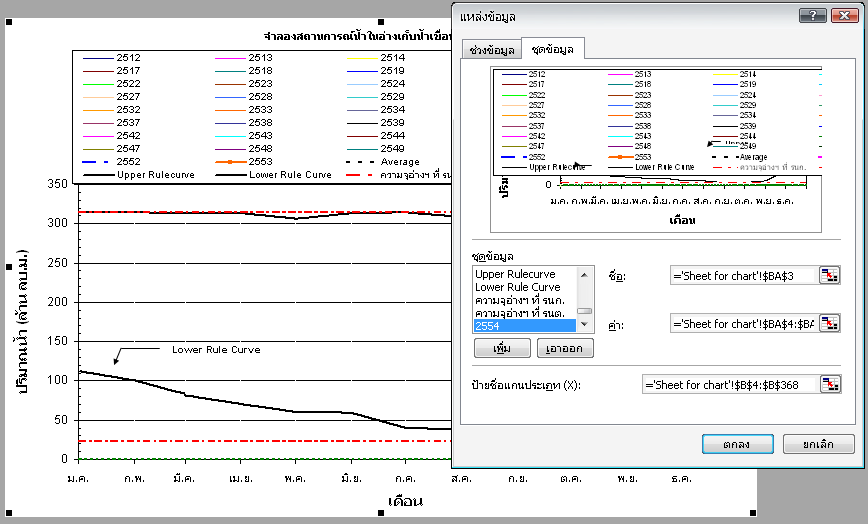 จำลองสถานการณ์น้ำในอ่างเก็บน้ำเขื่อน
2512 2513 2514
2517 2518 2519
2522 2523 2524
2527 2528 2529
2532 2533 2534
2537 2538 2539
2542 2543 2544
2547 2548 2549
2552 2553 Average
Upper Rulecurve Lower Rule Curve ความจุอ่างฯ ที่ รน
350
300
250
200
150
100
50
0
ปริมาณน้ำ (ล้าน ลบ.ม.)
Lower Rule Curve
ม.ค. ก.พ. มี.ค. เม.ย. พ.ค. มิ.ย. ก.ค. ส.ค. ก.ย. ต.ค. พ.ย. ธ.ค.
เดือน
แหล่งข้อมูล
ช่วงข้อมูล ชุดข้อมูล
2512 2513 2514
2517 2518 2519
2522 2523 2524
2527 2528 2529
2532 2533 2534
2537 2538 2539
2542 2543 2544
2547 2548 2549
2552 2553 Average
Upper Rulecurve Lower Rule Curve ความจุอ่างฯ ที่ รนก.
0
ม.ค. ก.พ. มี.ค. เม.ย. พ.ค. มิ.ย. ก.ค. ส.ค. ก.ย. ต.ค. พ.ย. ธ.ค.
เดือน
ชุดข้อมูล
Upper Rulecurve
Lower Rule Curve
ความจุอ่างฯ ที่ รนก.
ความจุอ่างฯ ที่ รนต.
2554
ชื่อ: ='Sheet for chart'!$BA$3
ค่า: ='Sheet for chart'!$BA$4:$BA
เพิ่ม เอาออก
ป้ายชื่อแกนประเภท (X): ='Sheet for chart'!$B$4:$B$368
ตกลง ยกเลิก